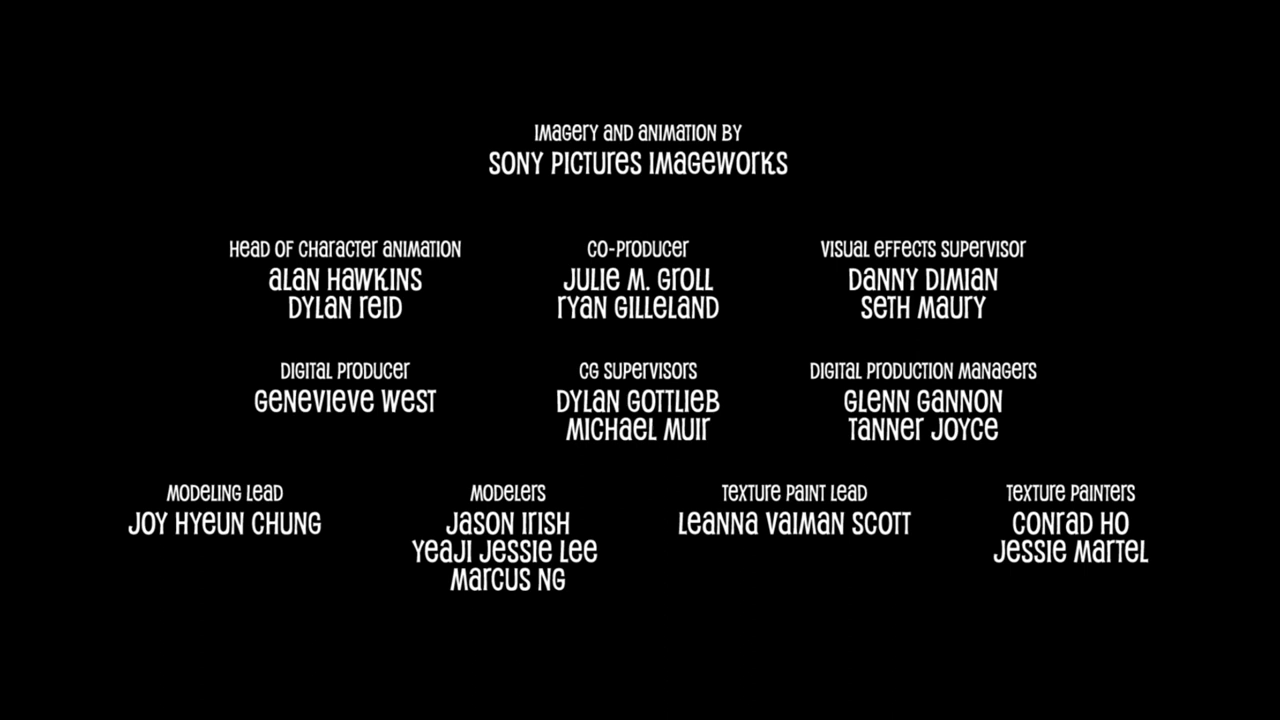 IMAGERY AND ANIMATION BY
SONY PICTURES IMAGEWORKS
HEAD OF CHARACTER ANIMATION
ALAN HAWKINS
DYLAN REID
CO-PRODUCER
JULIE M. GROLL
RYAN GILLELAND
VISUAL EFFECTS SUPERVISOR
DANNY DIMIAN
SETH MAURY
DIGITAL PRODUCER
GENEVIEVE WEST
CG SUPERVISORS
DYLAN GOTTLIEB
MICHAEL MUIR
DIGITAL PRODUCTION MANAGERS
GLENN GANNON
TANNER JOYCE
MODELING LEAD
JOY HYEUN CHUNG
MODELERS
JASON IRISH
YEAJI JESSIE LEE
MARCUS NG
TEXTURE PAINT LEAD
LEANNA VAIMAN SCOTT
TEXTURE PAINTERS
CONRAD HO
JESSIE MARTEL